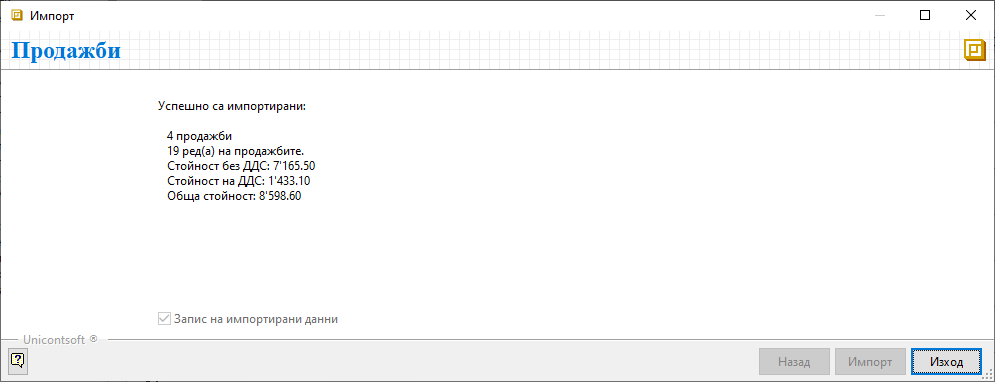 Импорт
Продажби
Успешно са импортирани:
4 продажби
19 ред(а) на продажбите.
Стойност без ДДС: 7'165.50
Стойност на ДДС: 1'433.10
Обща стойност: 8'598.60
Запис на импортирани данни
Unicontsoft ®
Назад
Импорт
Изход